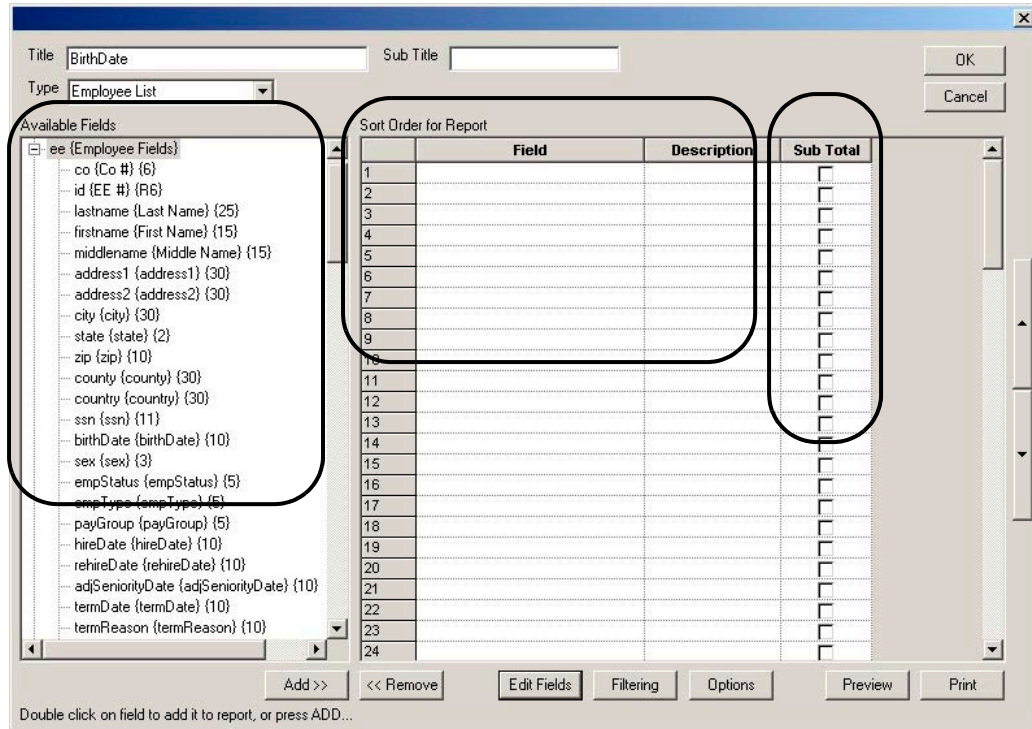 Title BirthDate Sub Title OK
Type Employee List Cancel
Available Fields Sort Order for Report
ee {Employee Fields} Field Description Sub Total
co {Co #} {6} 1
id {EE #} {R6} 2
lastname {Last Name} {25} 3
firstname {First Name} {15} 4
middlename {Middle Name} {15} 5
address1 {address1} {30} 6
address2 {address2} {30} 7
city {city} {30} 8
state {state} {2} 9
zip {zip} {10} 10
county {county} {30} 11
country {country} {30} 12
ssn {ssn} {11} 13
birthDate {birthDate} {10} 14
sex {sex} {3} 15
empStatus {empStatus} {5} 16
empType {empType} {5} 17
payGroup {payGroup} {5} 18
hireDate {hireDate} {10} 19
rehireDate {rehireDate} {10} 20
adjSeniorityDate {adjSeniorityDate} {10} 21
termDate {termDate} {10} 22
termReason {termReason} {10} 23
24
Add >> << Remove Edit Fields Filtering Options Preview Print
Double click on field to add it to report, or press ADD...